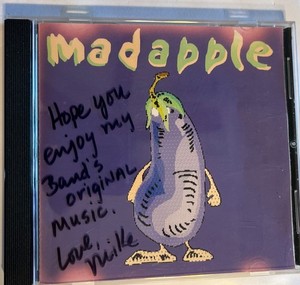 madapple
Hope you
enjoy my
Band's
ORIGINAL
MUSIC.
Love,
Mike